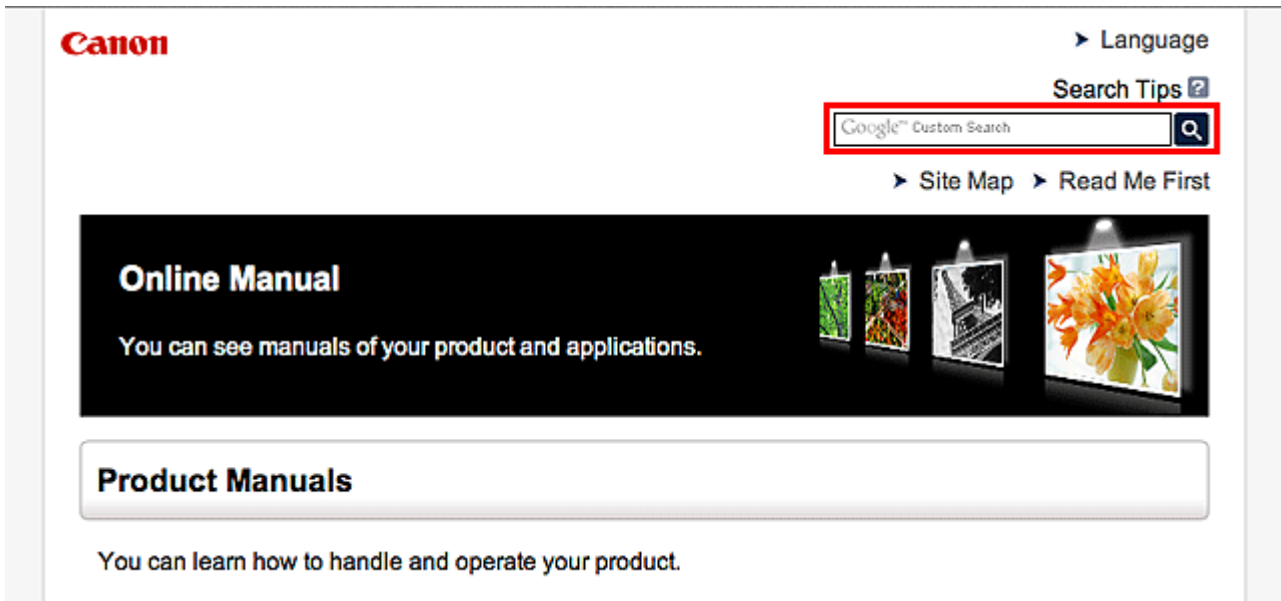 Canon
Language
Search Tips ?
Google™ Custom Search
Site Map Read Me First
Online Manual
You can see manuals of your product and applications.
Product Manuals
You can learn how to handle and operate your product.